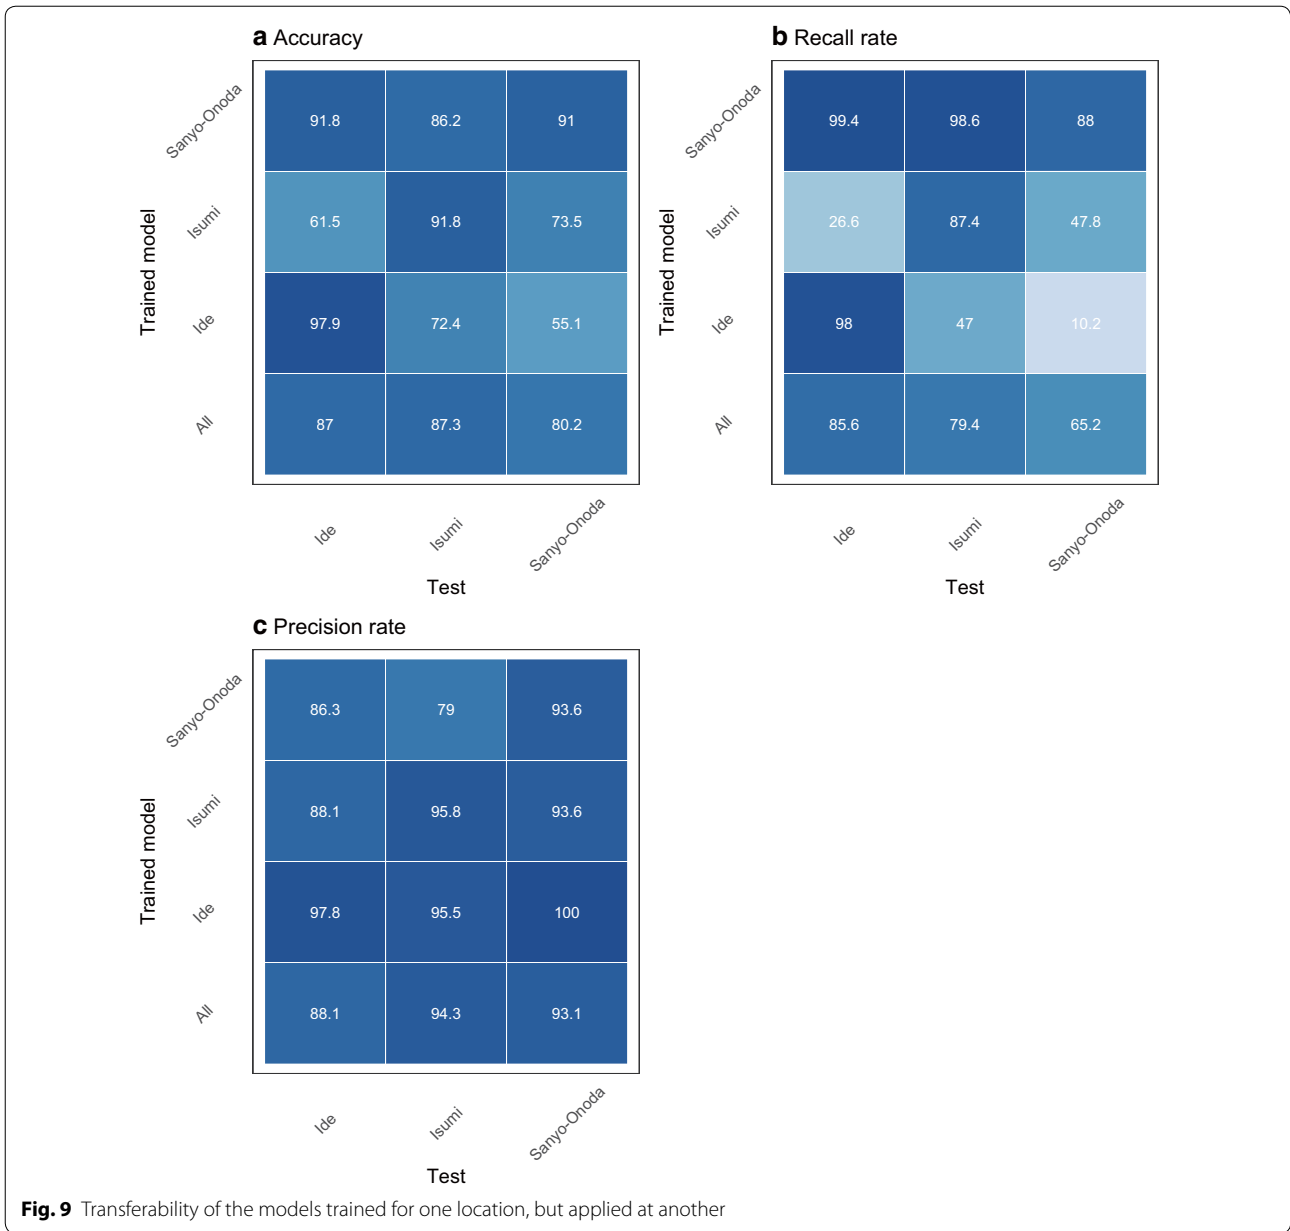 a Accuracy
Sanyo-Onoda 91.8 86.2 91
Isumi 61.5 91.8 73.5
Ide 97.9 72.4 55.1
All 87 87.3 80.2
Trained model
Ide Isumi Sanyo-Onoda
Test
b Recall rate
Sanyo-Onoda 99.4 98.6 88
Isumi 26.6 87.4 47.8
Ide 98 47 10.2
All 85.6 79.4 65.2
Trained model
Ide Isumi Sanyo-Onoda
Test
c Precision rate
Sanyo-Onoda 86.3 79 93.6
Isumi 88.1 95.8 93.6
Ide 97.8 95.5 100
All 88.1 94.3 93.1
Trained model
Ide Isumi Sanyo-Onoda
Test
Fig. 9 Transferability of the models trained for one location, but applied at another